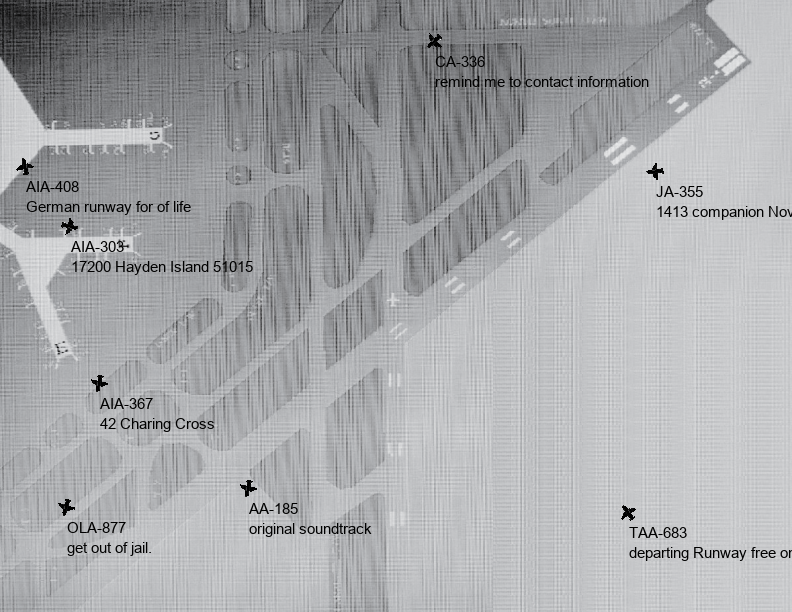 CA-336
remind me to contact information
JA-355
1413 companion Nov
AIA-408
German runway for of life
AIA-303
17200 Hayden Island 51015
AIA-367
42 Charing Cross
AA-185
original soundtrack
OLA-877
get out of jail.
TAA-683
departing Runway free or